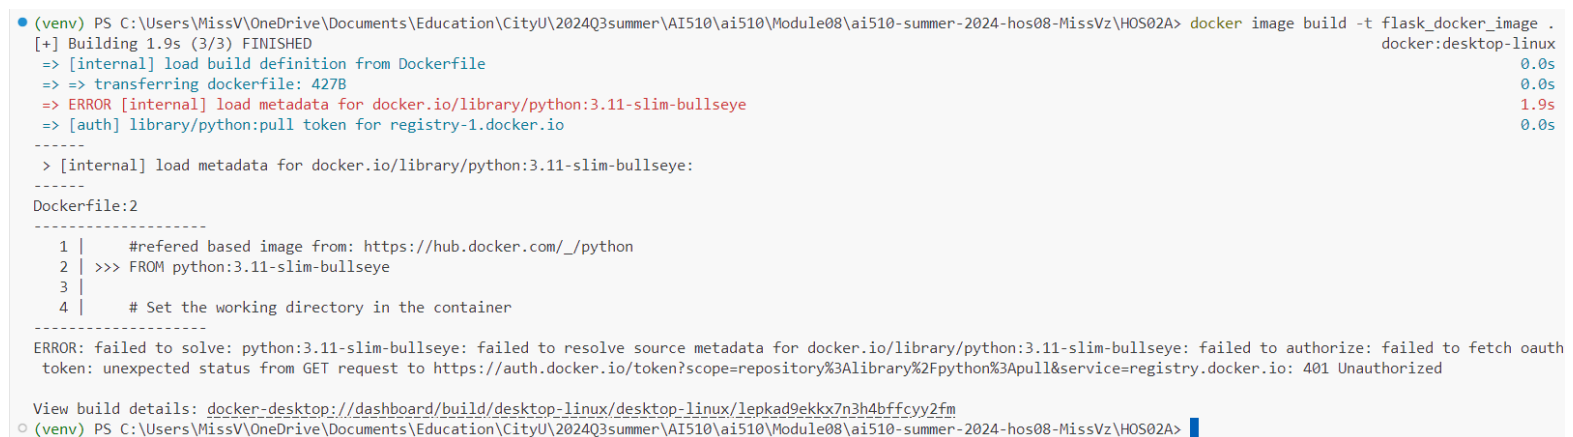 (venv) PS C:\Users\MissV\OneDrive\Documents\Education\CityU\2024Q3summer\AI510\ai510\Module08\ai510-summer-2024-hos08-MissVz\HOS02A> docker image build -t flask_docker_image .
[+] Building 1.9s (3/3) FINISHED docker:desktop-linux
=> [internal] load build definition from Dockerfile 0.0s
=> => transferring dockerfile: 427B 0.0s
=> ERROR [internal] load metadata for docker.io/library/python:3.11-slim-bullseye 1.9s
=> [auth] library/python:pull token for registry-1.docker.io 0.0s
------
> [internal] load metadata for docker.io/library/python:3.11-slim-bullseye:
------
Dockerfile:2
--------------------
1 | #refered based image from: https://hub.docker.com/_/python
2 | >>> FROM python:3.11-slim-bullseye
3 |
4 | # Set the working directory in the container
--------------------
ERROR: failed to solve: python:3.11-slim-bullseye: failed to resolve source metadata for docker.io/library/python:3.11-slim-bullseye: failed to authorize: failed to fetch oauth
token: unexpected status from GET request to https://auth.docker.io/token?scope=repository%3Alibrary%2Fpython%3Apull&service=registry.docker.io: 401 Unauthorized
View build details: docker-desktop://dashboard/build/desktop-linux/desktop-linux/lepkad9ekkx7n3h4bffcyy2fm
(venv) PS C:\Users\MissV\OneDrive\Documents\Education\CityU\2024Q3summer\AI510\ai510\Module08\ai510-summer-2024-hos08-MissVz\HOS02A>